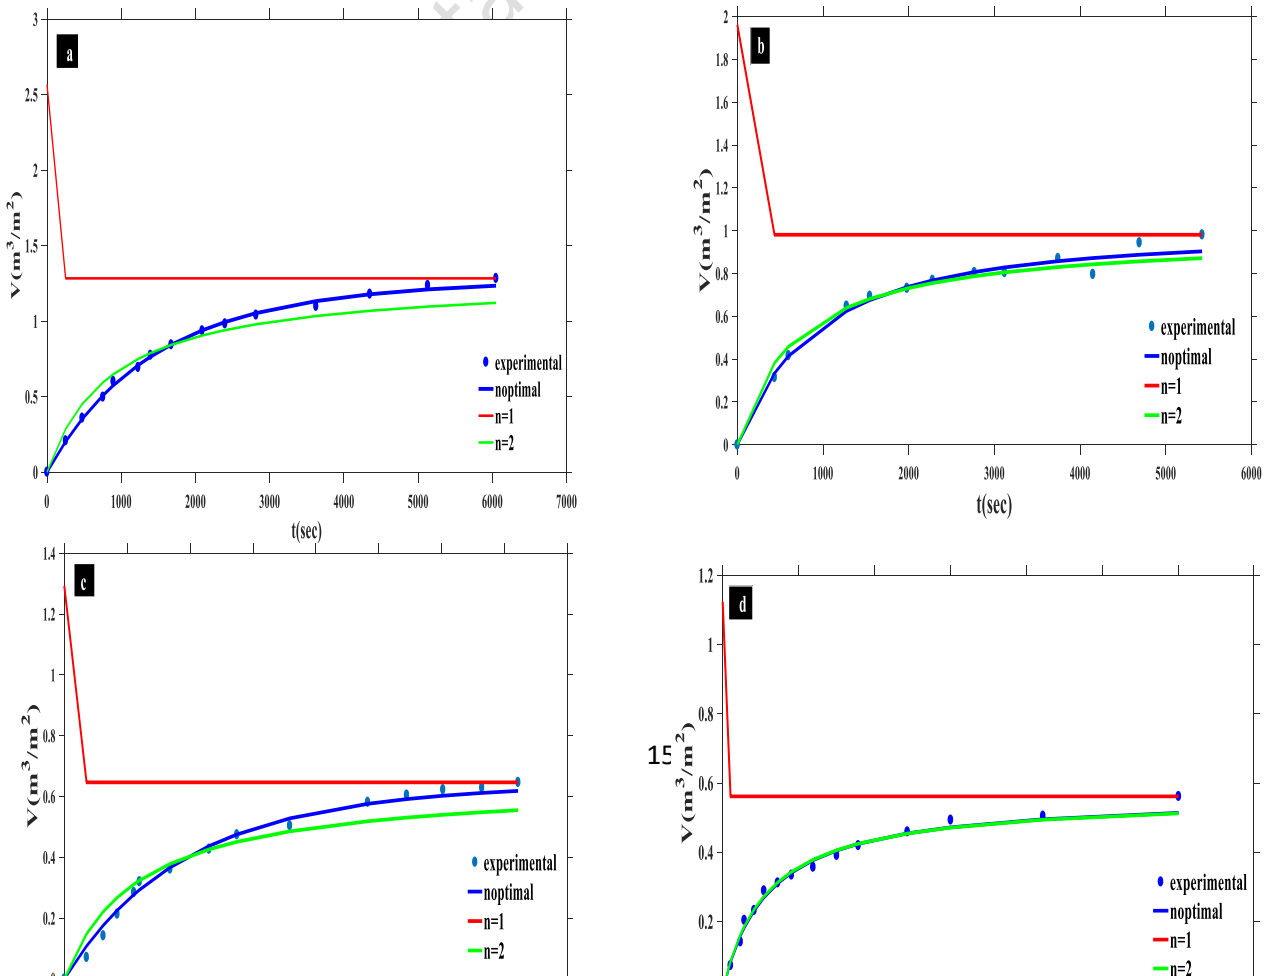 ta
3
2.5
2
1.5
1
0.5
0
V(m³/m²)
a
experimental
noptimal
n=1
n=2
0 1000 2000 3000 4000 5000 6000 7000
t(sec)
2
1.8
1.6
1.4
1.2
1
0.8
0.6
0.4
0.2
0
V(m³/m²)
b
experimental
noptimal
n=1
n=2
0 1000 2000 3000 4000 5000 6000
t(sec)
1.4
1.2
1
0.8
0.6
0.4
0.2
0
V(m³/m²)
c
experimental
noptimal
n=1
n=2
15
1.2
1
0.8
0.6
0.4
0.2
V(m³/m²)
d
experimental
noptimal
n=1
n=2